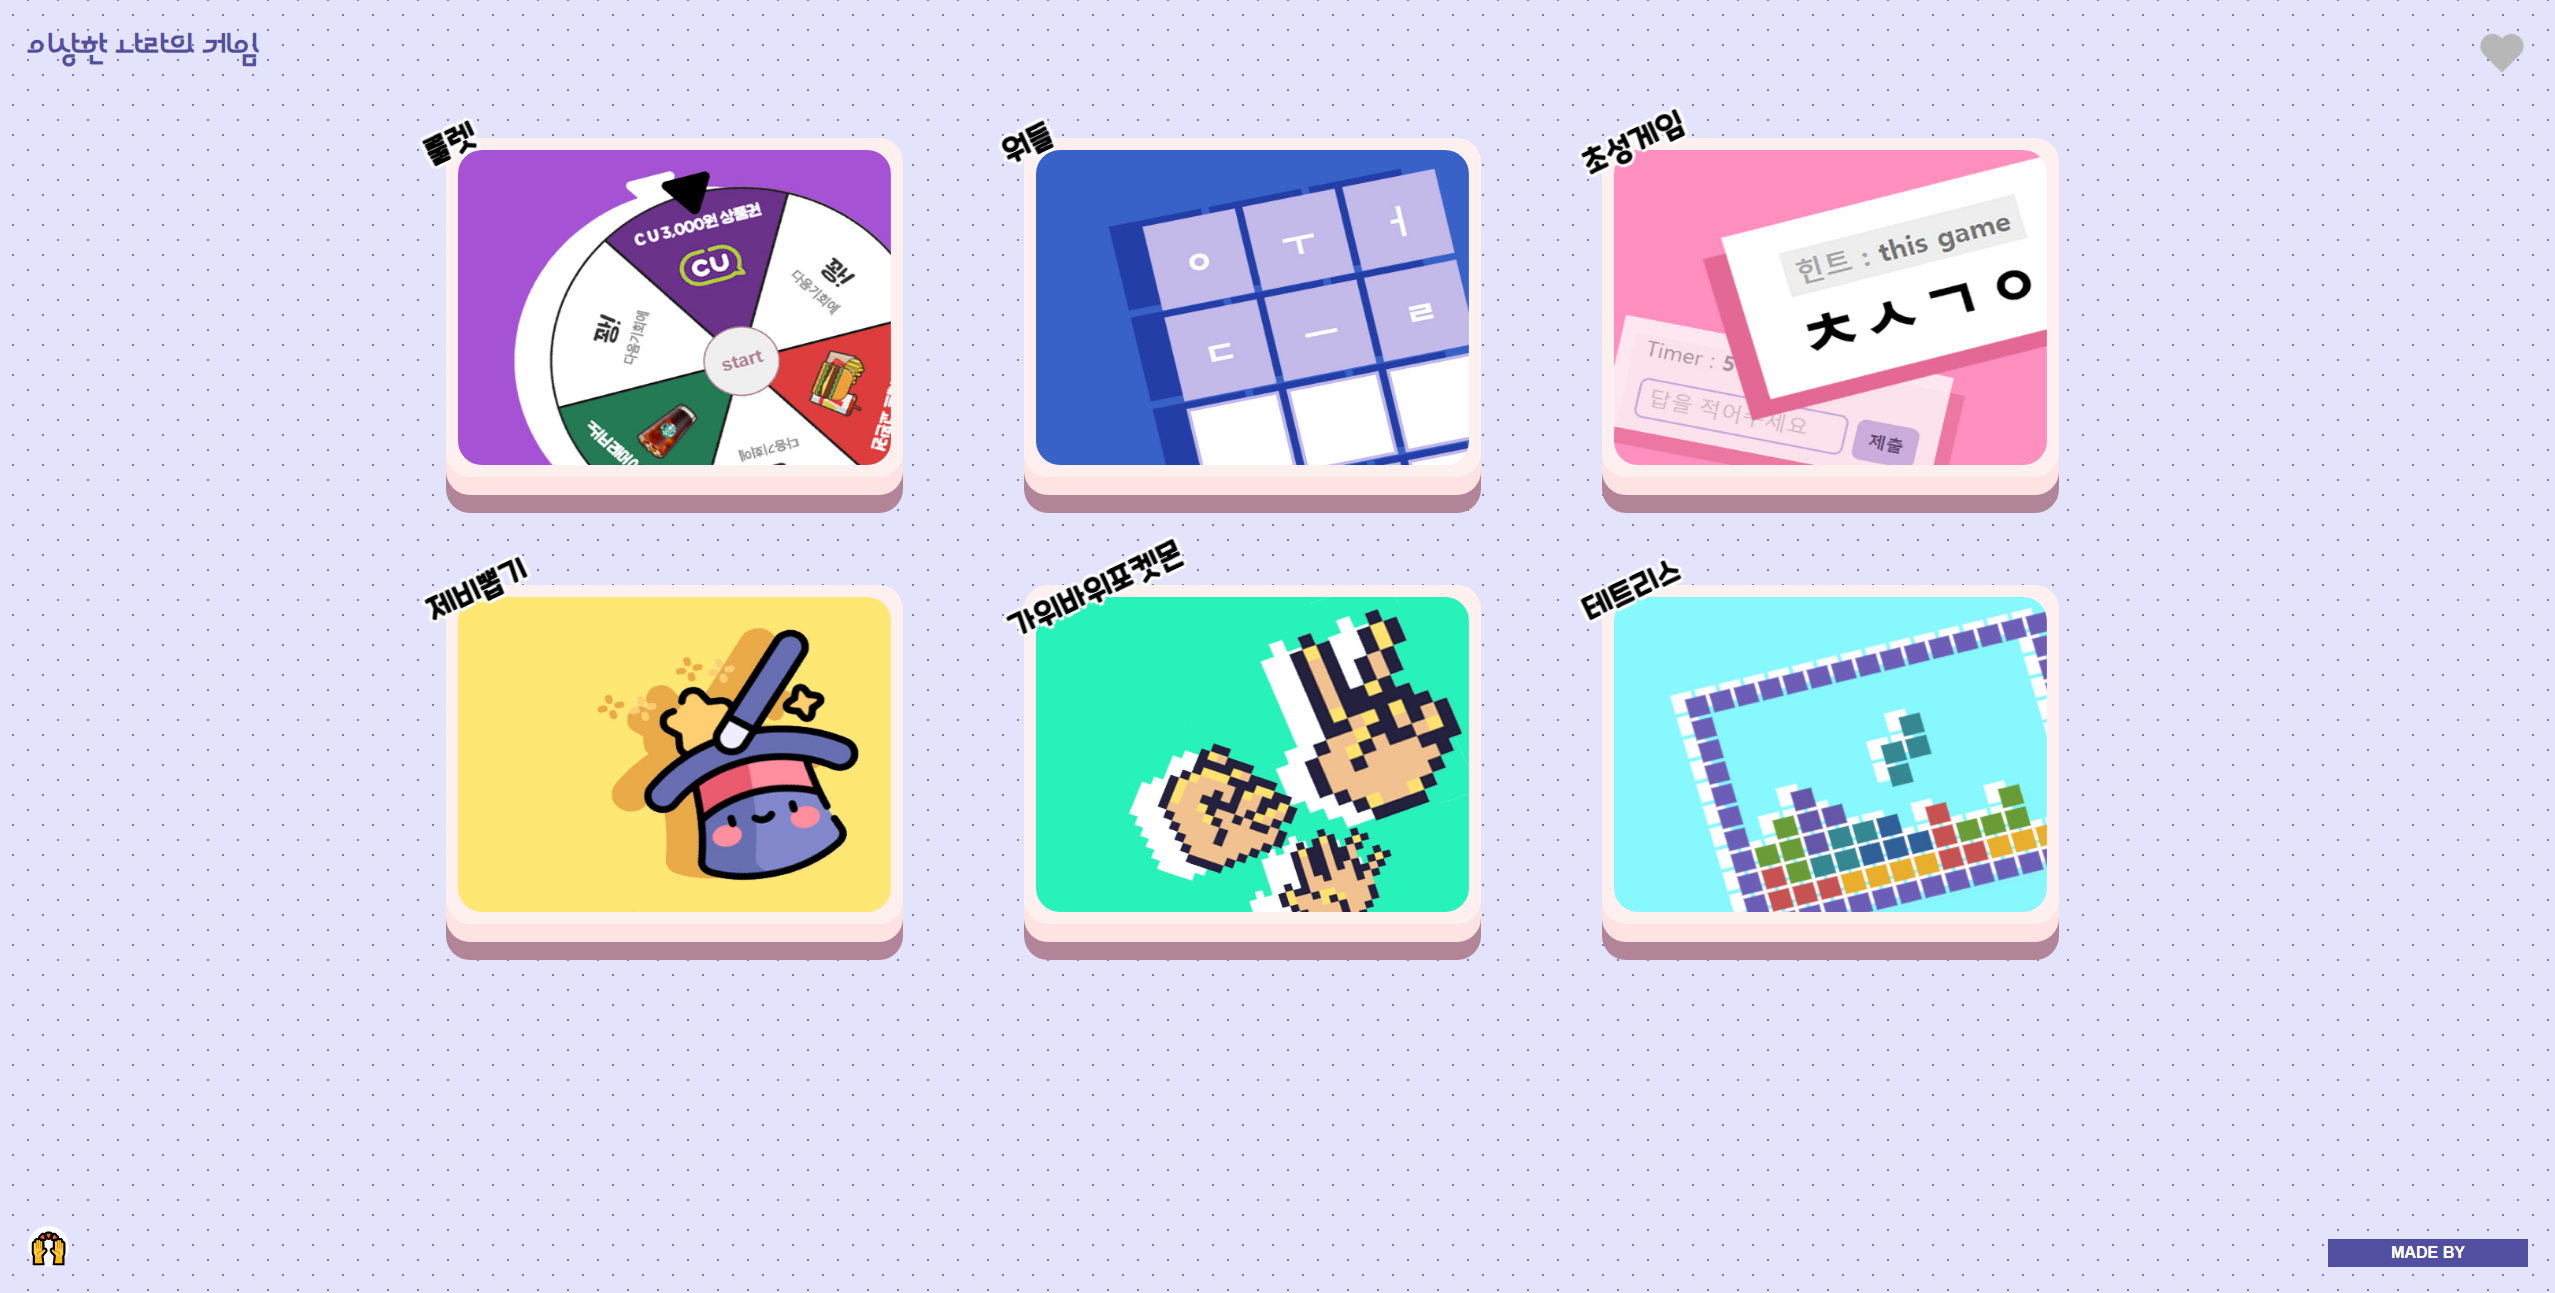 이상한 나라의 게임
룰렛
CU 3,000원 상품권
CU
꽝!
다음기회에
꽝!
다음기회에
start
다음기회에
워들
ㅇ ㅜ ㅓ
ㄷ ㅡ ㄹ
초성게임
힌트 : this game
ㅊ ㅅ ㄱ ㅇ
Timer : 5
답을 적어주세요
제출
제비뽑기
가위바위포켓몬
테트리스
MADE BY